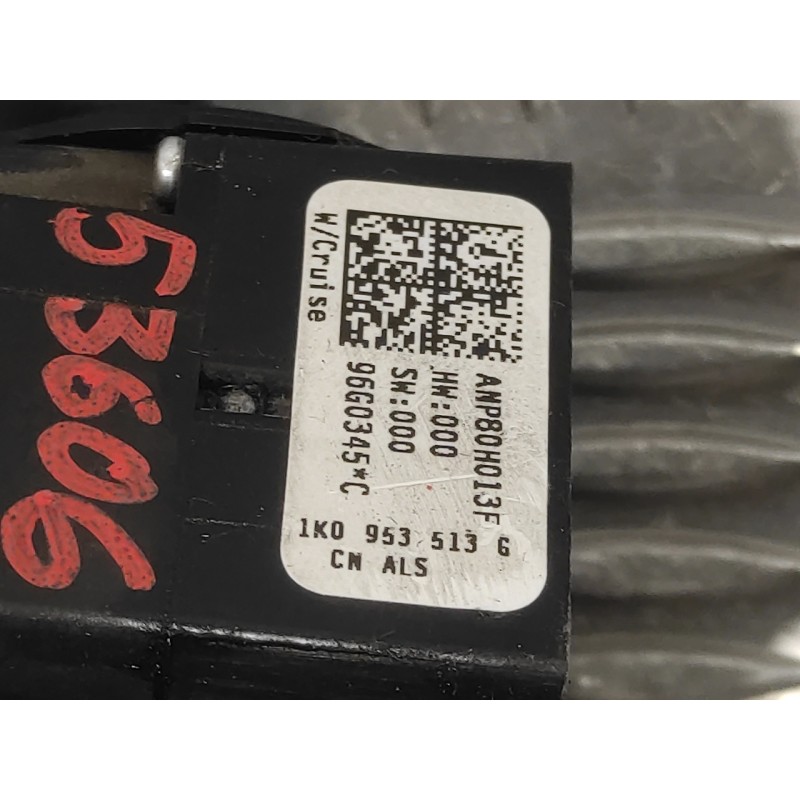 53606
W/Cruise
ANP80H013F
HW:000
SW:000
96G0345*C
1K0 953 513 G
CN ALS